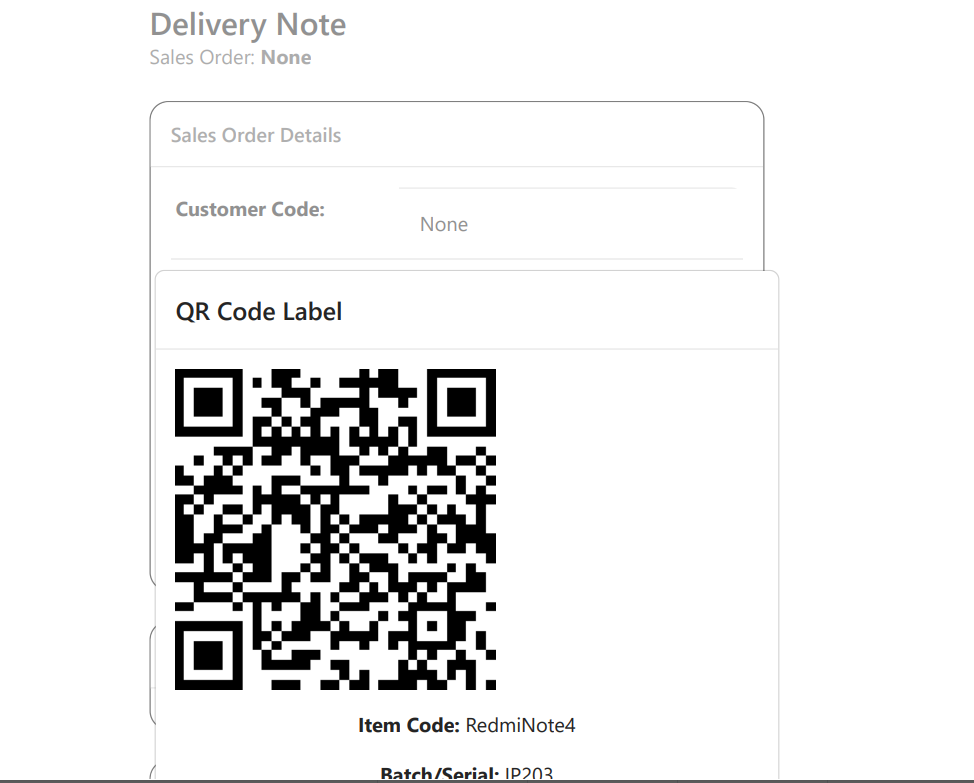 Delivery Note
Sales Order: None
Sales Order Details
Customer Code:
None
QR Code Label
Item Code: RedmiNote4
Batch/Serial: IP203